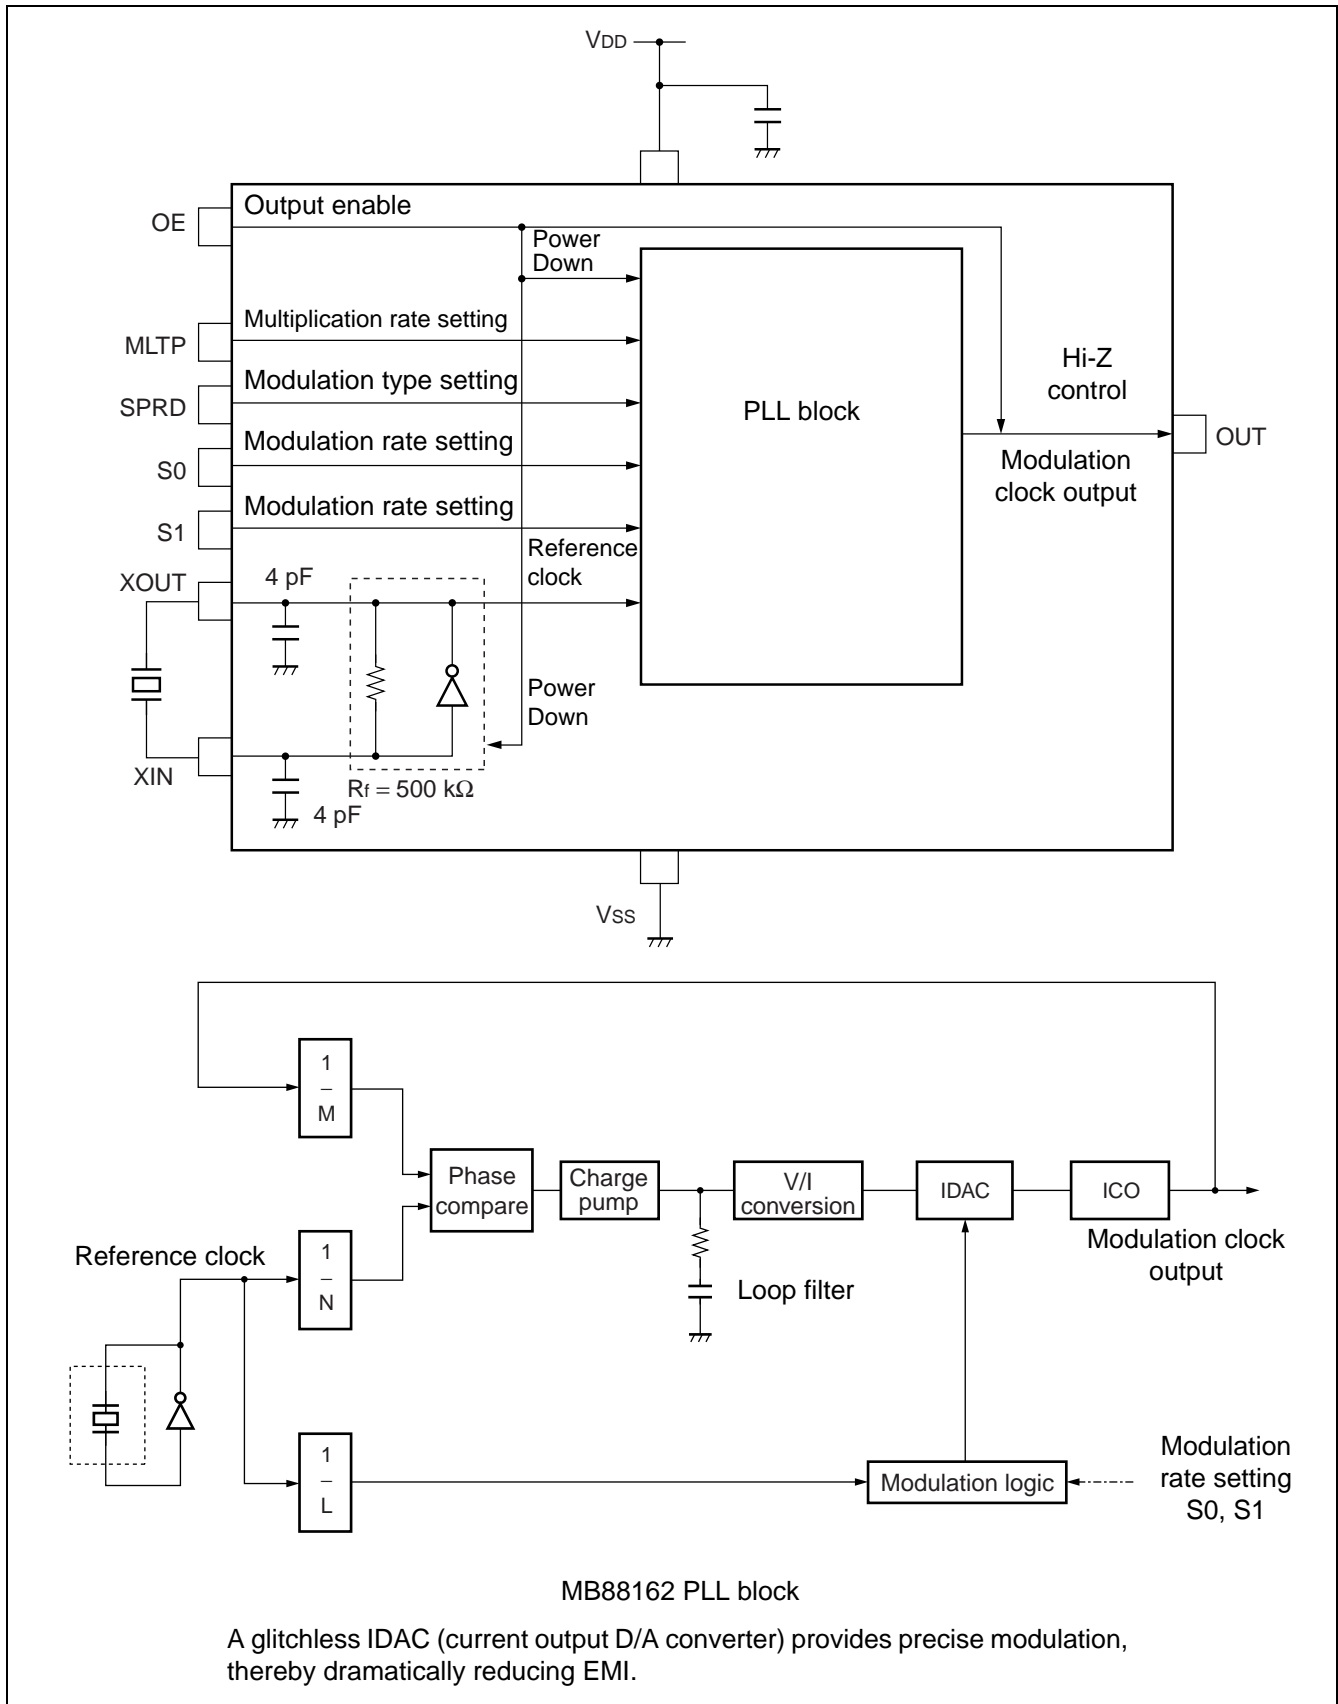 VDD
OE
Output enable
Power
Down
MLTP
Multiplication rate setting
SPRD
Modulation type setting
S0
Modulation rate setting
S1
Modulation rate setting
PLL block
Hi-Z
control
OUT
Modulation
clock output
XOUT
4 pF
Reference
clock
Power
Down
XIN
Rf = 500 kΩ
4 pF
VSS
1
–
M
Phase
compare
Charge
pump
V/I
conversion
IDAC
ICO
Modulation clock
output
Reference clock
1
–
N
Loop filter
1
–
L
Modulation logic
Modulation
rate setting
S0, S1
MB88162 PLL block
A glitchless IDAC (current output D/A converter) provides precise modulation,
thereby dramatically reducing EMI.